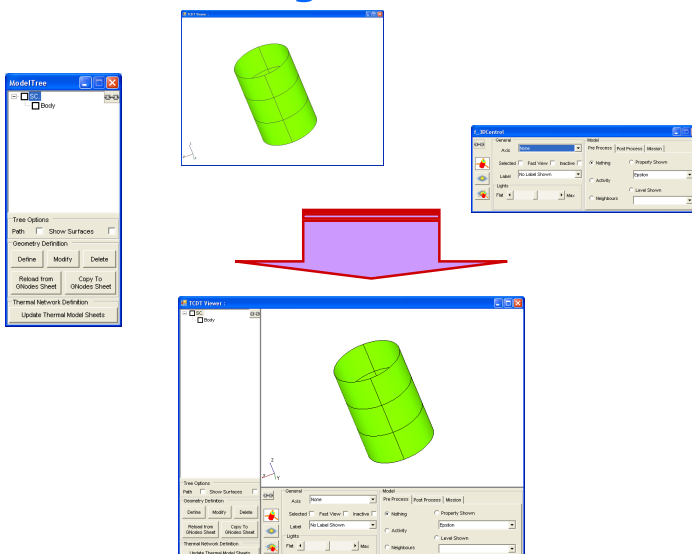 TCDT Viewer :
ModelTree
SC
Body
Tree Options
Path Show Surfaces
Geometry Definition
Define Modify Delete
Reload from GNodes Sheet
Copy To GNodes Sheet
Thermal Network Definition
Update Thermal Model Sheets
f_3DControl
General
Axis None
Selected Fast View Inactive
Label No Label Shown
Lights
Flat Max
Model
Pre Process Post Process Mission
Nothing Property Shown
Activity Epsilon
Level Shown
Neighbours
TCDT Viewer :
SC
Body
Z
X Y
Tree Options
Path Show Surfaces
Geometry Definition
Define Modify Delete
Reload from GNodes Sheet
Copy To GNodes Sheet
Thermal Network Definition
Update Thermal Model Sheets
General
Axis None
Selected Fast View Inactive
Label No Label Shown
Lights
Flat Max
Model
Pre Process Post Process Mission
Nothing Property Shown
Activity Epsilon
Level Shown
Neighbours